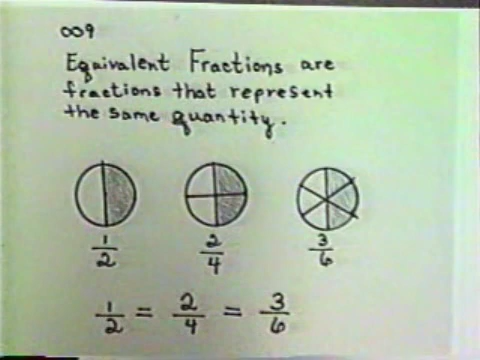 009
Equivalent Fractions are
fractions that represent
the same quantity.
1/2 2/4 3/6
1/2 = 2/4 = 3/6